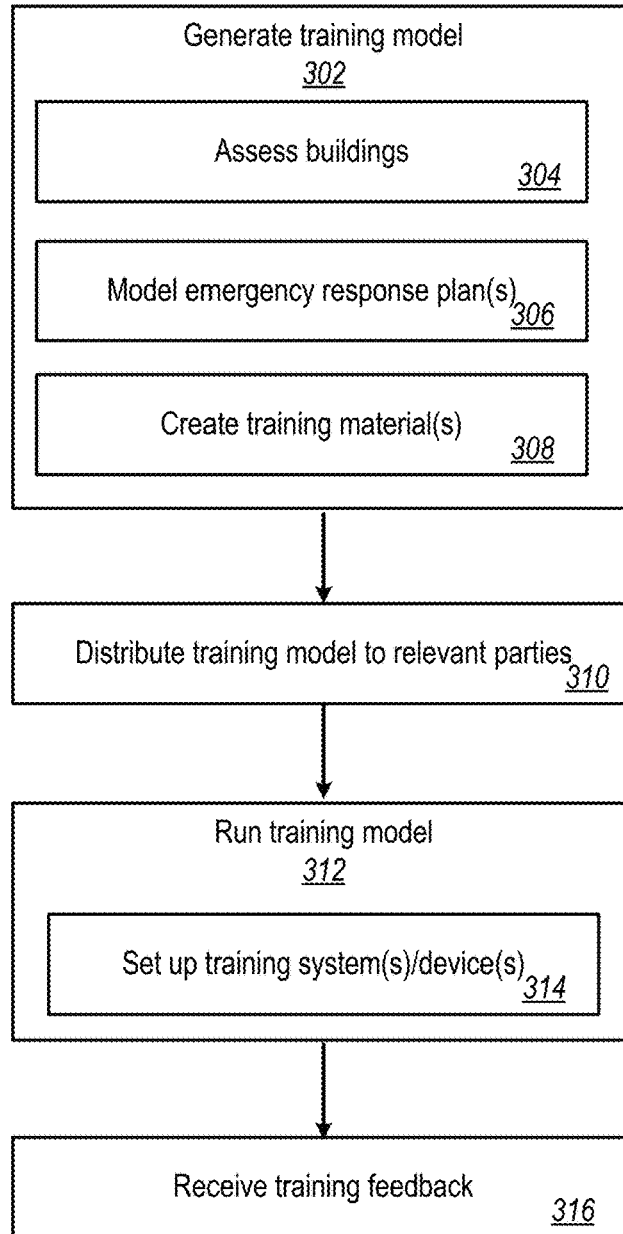 Generate training model
302
Assess buildings
304
Model emergency response plan(s)
306
Create training material(s)
308
Distribute training model to relevant parties
310
Run training model
312
Set up training system(s)/device(s)
314
Receive training feedback
316